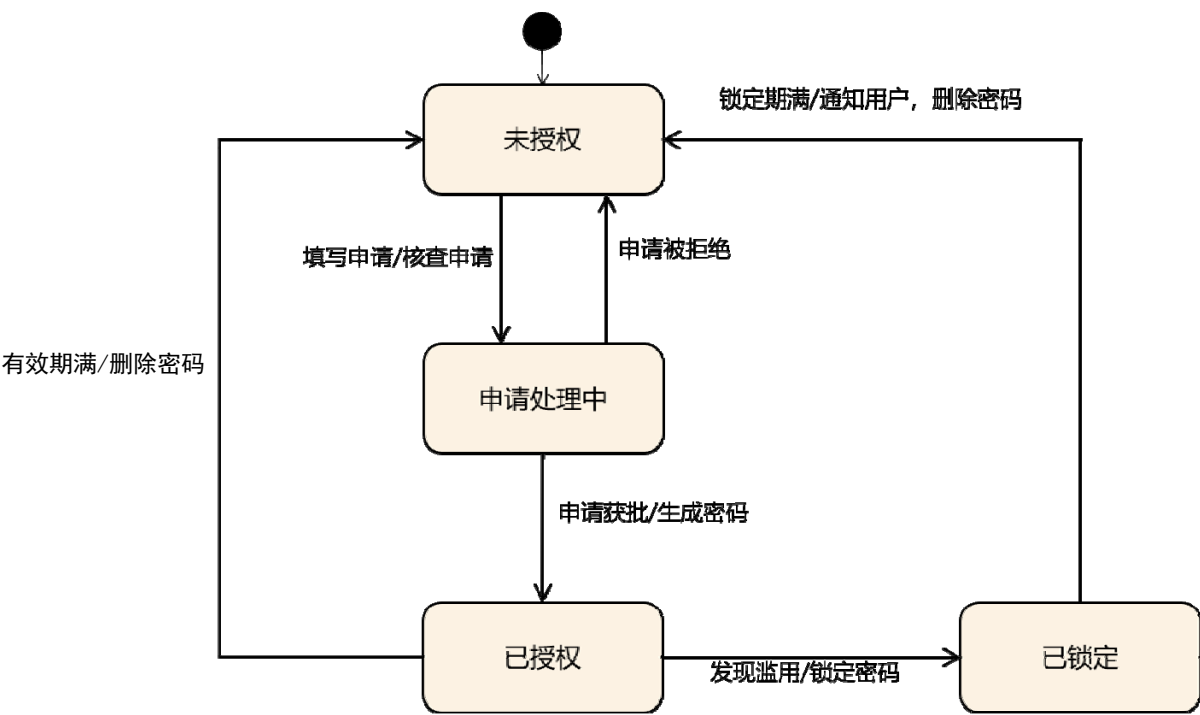 锁定期满/通知用户，删除密码
未授权
填写申请/核查申请
申请被拒绝
有效期满/删除密码
申请处理中
申请获批/生成密码
已授权
发现滥用/锁定密码
已锁定